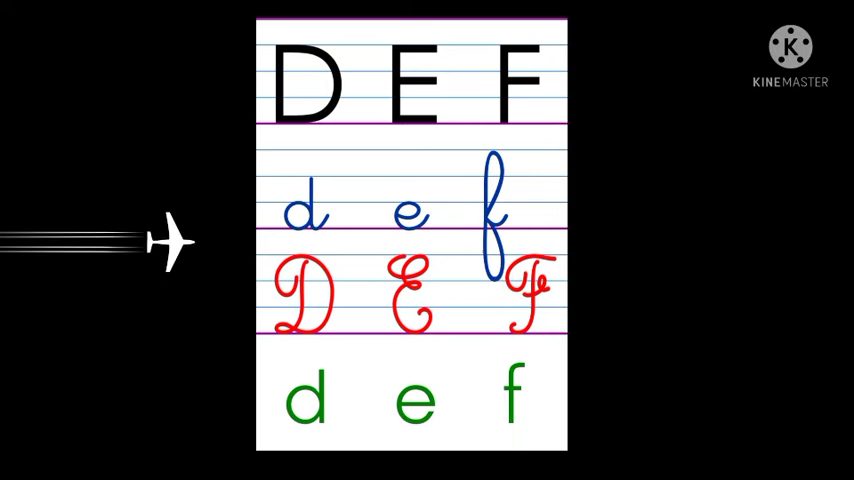 D E F
K
KINEMASTER
d e f
D E F
d e f